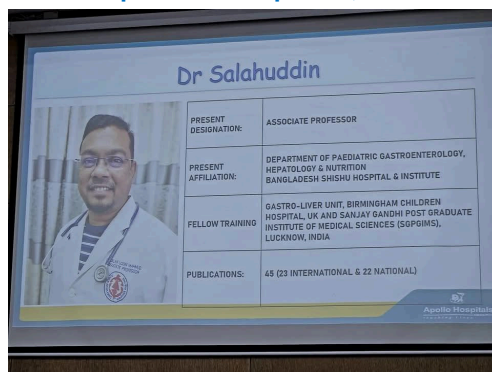 Dr Salahuddin
PRESENT
DESIGNATION:
ASSOCIATE PROFESSOR
PRESENT
AFFILIATION:
DEPARTMENT OF PAEDIATRIC GASTROENTEROLOGY,
HEPATOLOGY & NUTRITION
BANGLADESH SHISHU HOSPITAL & INSTITUTE
FELLOW TRAINING
GASTRO-LIVER UNIT, BIRMINGHAM CHILDREN
HOSPITAL, UK AND SANJAY GANDHI POST GRADUATE
INSTITUTE OF MEDICAL SCIENCES (SGPGIMS),
LUCKNOW, INDIA
PUBLICATIONS:
45 (23 INTERNATIONAL & 22 NATIONAL)
Apollo Hospitals